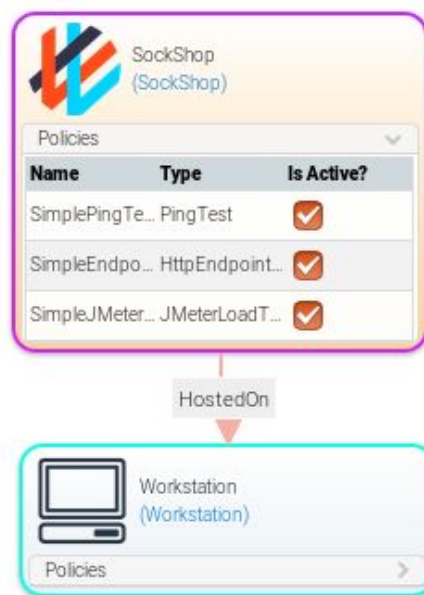 SockShop
(SockShop)
Policies
Name Type Is Active?
SimplePingTe... PingTest
SimpleEndpo... HttpEndpoint...
SimpleJMeter... JMeterLoadT...
HostedOn
Workstation
(Workstation)
Policies